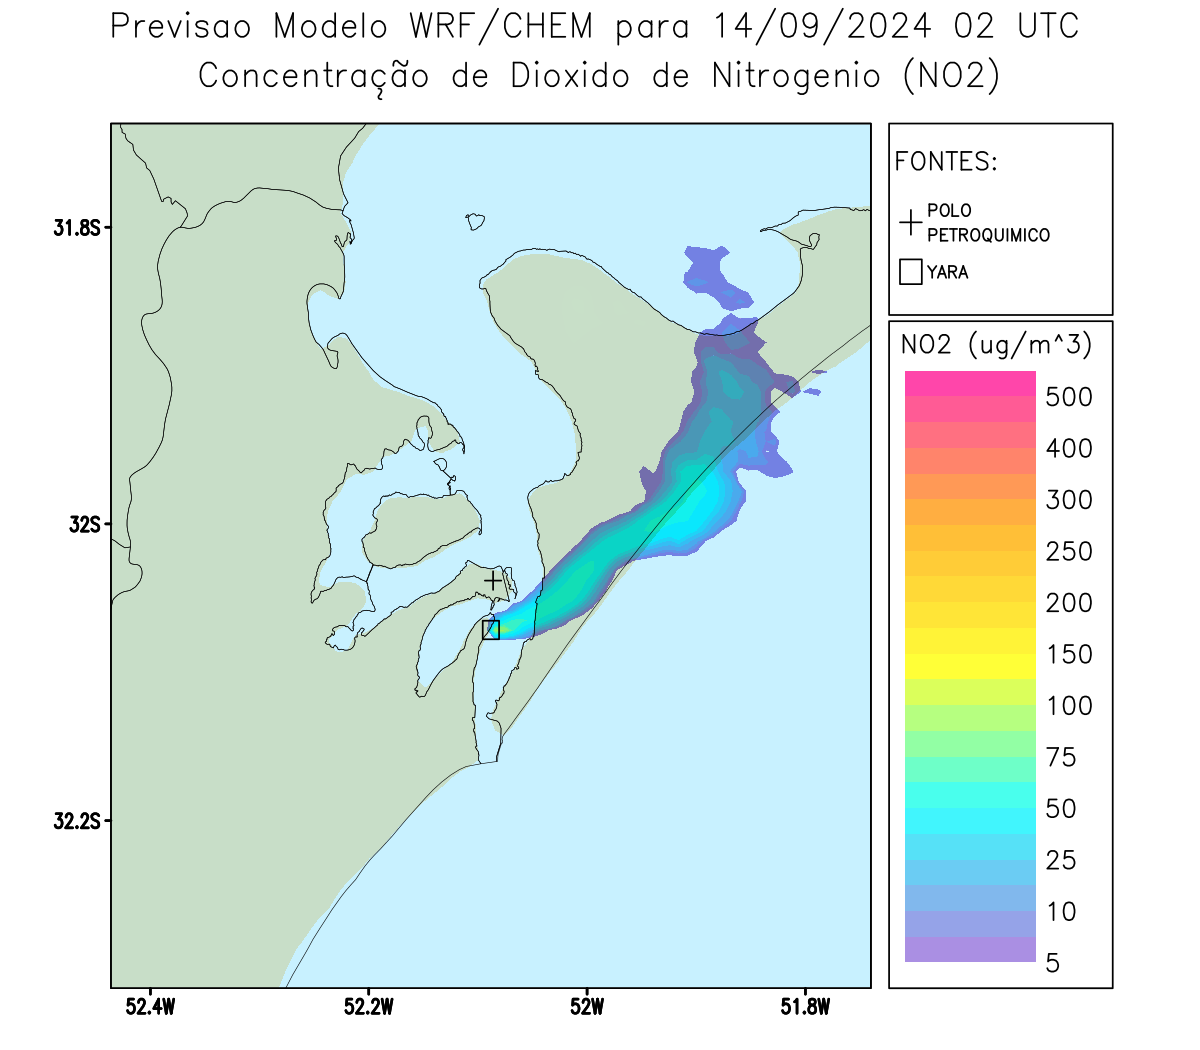 Previsao Modelo WRF/CHEM para 14/09/2024 02 UTC
Concentração de Dioxido de Nitrogenio (NO2)
FONTES:
POLO
PETROQUIMICO
YARA
NO2 (ug/m^3)
500
400
300
250
200
150
100
75
50
25
10
5
31.8S
32S
32.2S
52.4W
52.2W
52W
51.8W